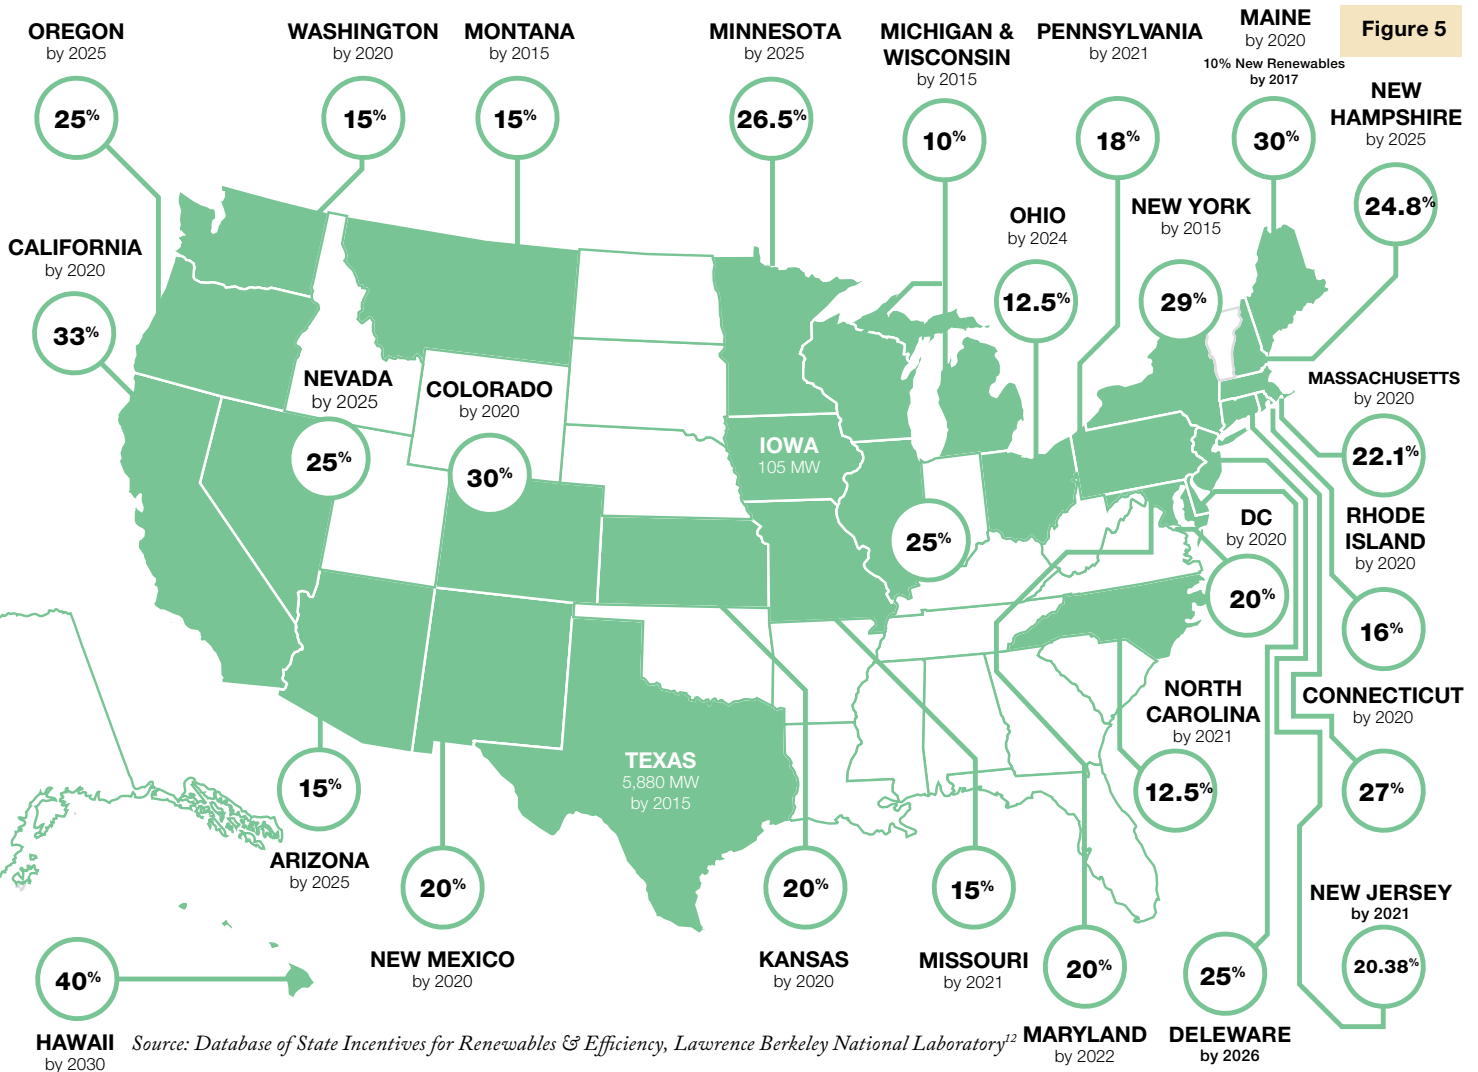 Figure 5
OREGON
by 2025
25%
WASHINGTON
by 2020
15%
MONTANA
by 2015
15%
MINNESOTA
by 2025
26.5%
MICHIGAN &
WISCONSIN
by 2015
10%
PENNSYLVANIA
by 2021
18%
MAINE
by 2020
10% New Renewables
by 2017
30%
NEW
HAMPSHIRE
by 2025
24.8%
CALIFORNIA
by 2020
33%
OHIO
by 2024
12.5%
NEW YORK
by 2015
29%
NEVADA
by 2025
25%
COLORADO
by 2020
30%
IOWA
105 MW
25%
MASSACHUSETTS
by 2020
22.1%
DC
by 2020
20%
RHODE
ISLAND
by 2020
16%
NORTH
CAROLINA
by 2021
12.5%
CONNECTICUT
by 2020
27%
TEXAS
5,880 MW
by 2015
15%
ARIZONA
by 2025
20%
NEW MEXICO
by 2020
20%
KANSAS
by 2020
15%
MISSOURI
by 2021
20%
MARYLAND
by 2022
25%
DELEWARE
by 2026
NEW JERSEY
by 2021
20.38%
40%
HAWAII
by 2030
Source: Database of State Incentives for Renewables & Efficiency, Lawrence Berkeley National Laboratory12